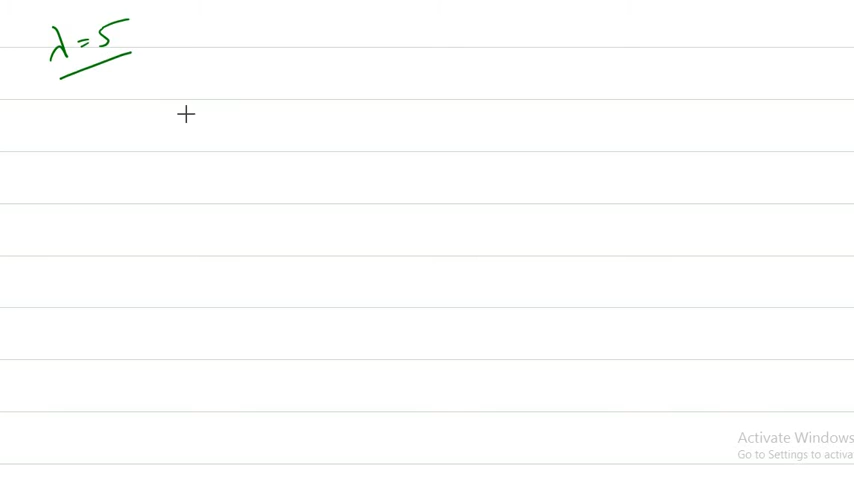 λ = 5
Activate Windows
Go to Settings to activa